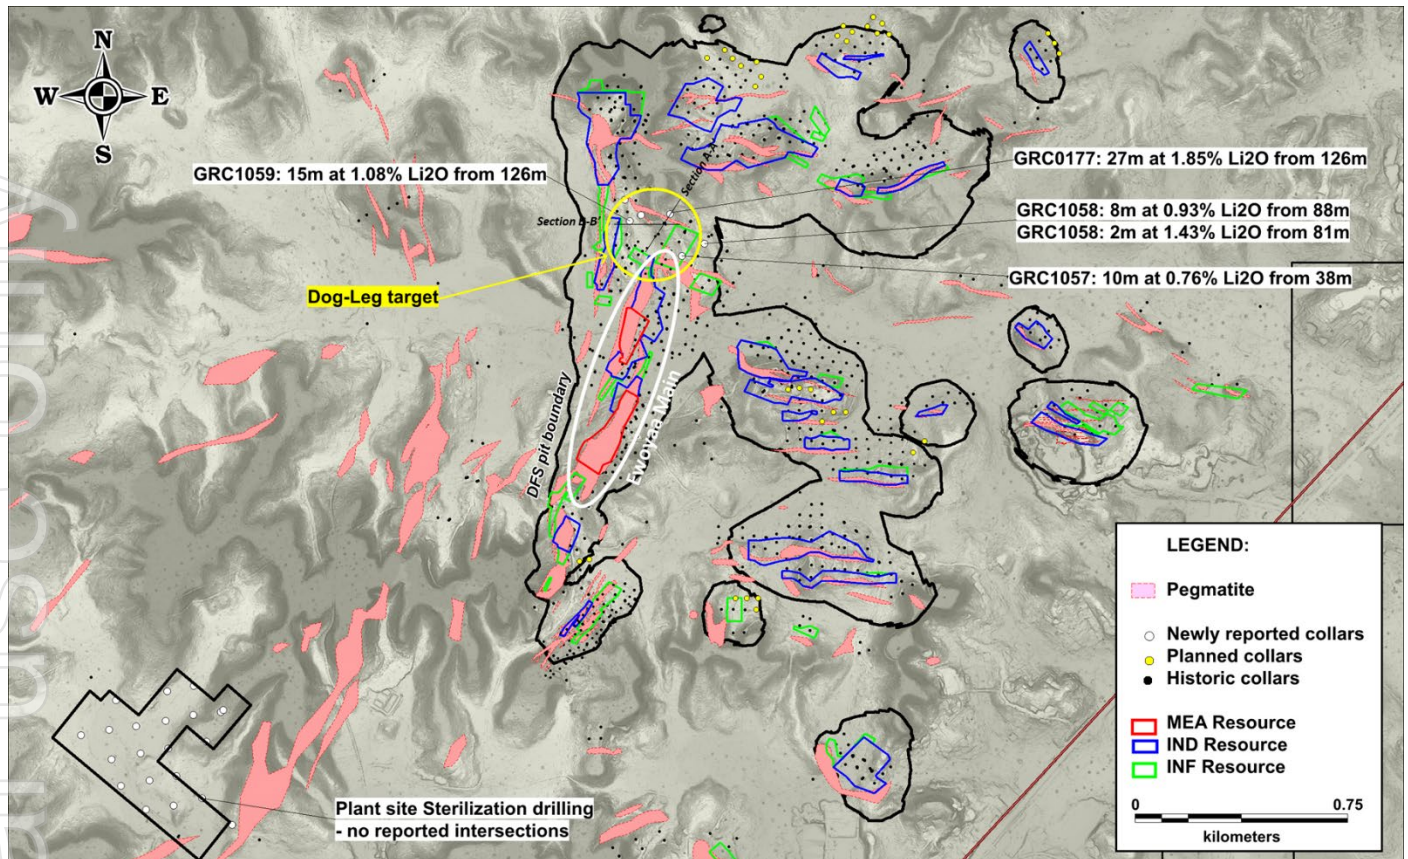 N
W E
S
GRC1059: 15m at 1.08% Li2O from 126m
GRC0177: 27m at 1.85% Li2O from 126m
GRC1058: 8m at 0.93% Li2O from 88m
GRC1058: 2m at 1.43% Li2O from 81m
GRC1057: 10m at 0.76% Li2O from 38m
Section A-A'
Section B-B'
Dog-Leg target
DFS pit boundary
Ewoyaa Main
Plant site Sterilization drilling
- no reported intersections
LEGEND:
Pegmatite
Newly reported collars
Planned collars
Historic collars
MEA Resource
IND Resource
INF Resource
0 0.75
kilometers